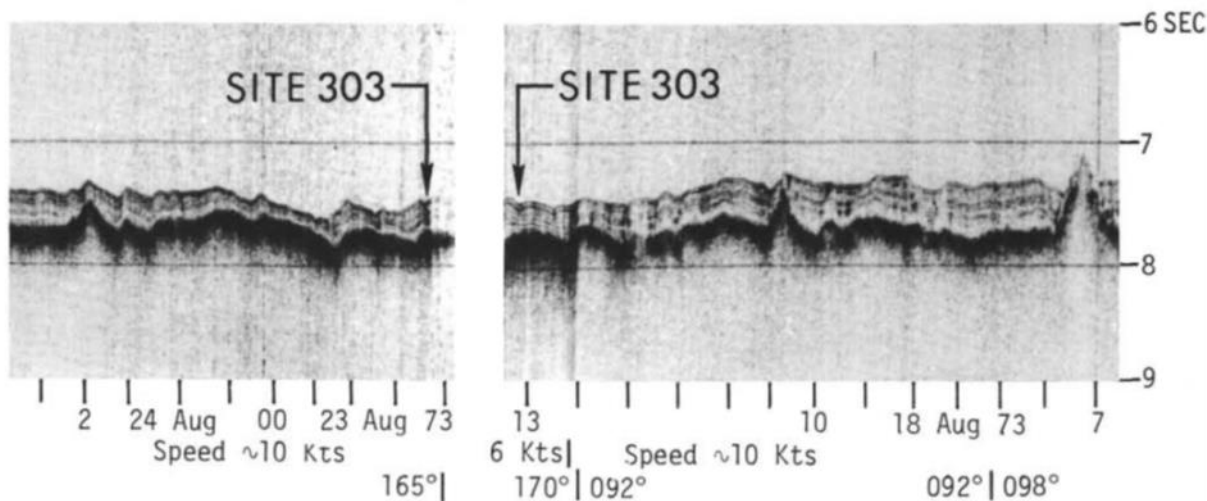 6 SEC
SITE 303
SITE 303
7
8
9
2 24 Aug 00 23 Aug 73
13 10 18 Aug 73 7
Speed ~10 Kts
6 Kts| Speed ~10 Kts
165°|
170°|092° 092°|098°